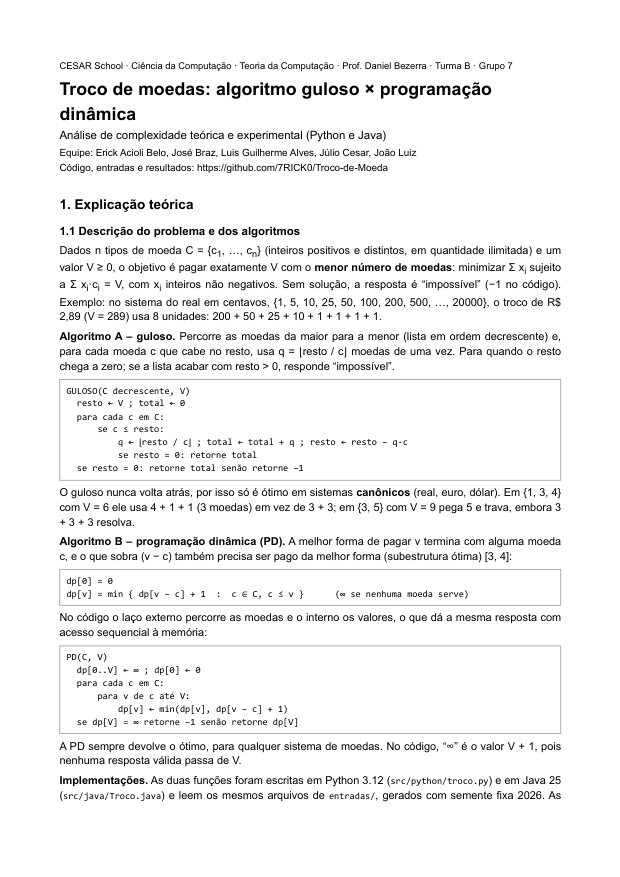 CESAR School · Ciência da Computação · Teoria da Computação · Prof. Daniel Bezerra · Turma B · Grupo 7
Troco de moedas: algoritmo guloso × programação
dinâmica
Análise de complexidade teórica e experimental (Python e Java)
Equipe: Erick Acioli Belo, José Braz, Luis Guilherme Alves, Júlio Cesar, João Luiz
Código, entradas e resultados: https://github.com/7RICK0/Troco-de-Moeda
1. Explicação teórica
1.1 Descrição do problema e dos algoritmos
Dados n tipos de moeda C = {c₁, …, cₙ} (inteiros positivos e distintos, em quantidade ilimitada) e um
valor V ≥ 0, o objetivo é pagar exatamente V com o menor número de moedas: minimizar Σ xᵢ sujeito
a Σ xᵢ·cᵢ = V, com xᵢ inteiros não negativos. Sem solução, a resposta é “impossível” (−1 no código).
Exemplo: no sistema do real em centavos, {1, 5, 10, 25, 50, 100, 200, 500, …, 20000}, o troco de R$
2,89 (V = 289) usa 8 unidades: 200 + 50 + 25 + 10 + 1 + 1 + 1 + 1.
Algoritmo A – guloso. Percorre as moedas da maior para a menor (lista em ordem decrescente) e,
para cada moeda c que cabe no resto, usa q = ⌊resto / c⌋ moedas de uma vez. Para quando o resto
chega a zero; se a lista acabar com resto > 0, responde “impossível”.
GULOSO(C decrescente, V)
resto ← V ; total ← 0
para cada c em C:
se c ≤ resto:
q ← ⌊resto / c⌋ ; total ← total + q ; resto ← resto − q·c
se resto = 0: retorne total
se resto = 0: retorne total senão retorne −1
O guloso nunca volta atrás, por isso só é ótimo em sistemas canônicos (real, euro, dólar). Em {1, 3, 4}
com V = 6 ele usa 4 + 1 + 1 (3 moedas) em vez de 3 + 3; em {3, 5} com V = 9 pega 5 e trava, embora 3
+ 3 + 3 resolva.
Algoritmo B – programação dinâmica (PD). A melhor forma de pagar v termina com alguma moeda
c, e o que sobra (v − c) também precisa ser pago da melhor forma (subestrutura ótima) [3, 4]:
dp[0] = 0
dp[v] = min { dp[v − c] + 1 : c ∈ C, c ≤ v } (∞ se nenhuma moeda serve)
No código o laço externo percorre as moedas e o interno os valores, o que dá a mesma resposta com
acesso sequencial à memória:
PD(C, V)
dp[0..V] ← ∞ ; dp[0] ← 0
para cada c em C:
para v de c até V:
dp[v] ← min(dp[v], dp[v − c] + 1)
se dp[V] = ∞ retorne −1 senão retorne dp[V]
A PD sempre devolve o ótimo, para qualquer sistema de moedas. No código, “∞” é o valor V + 1, pois
nenhuma resposta válida passa de V.
Implementações. As duas funções foram escritas em Python 3.12 (src/python/troco.py) e em Java 25
(src/java/Troco.java) e leem os mesmos arquivos de entradas/, gerados com semente fixa 2026. As